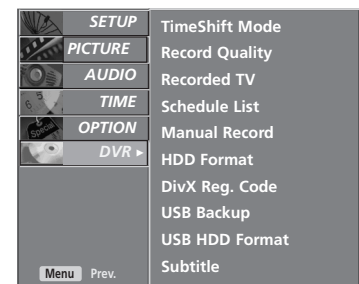 SETUP
PICTURE
AUDIO
TIME
OPTION
DVR ►
Menu Prev.
TimeShift Mode
Record Quality
Recorded TV
Schedule List
Manual Record
HDD Format
DivX Reg. Code
USB Backup
USB HDD Format
Subtitle